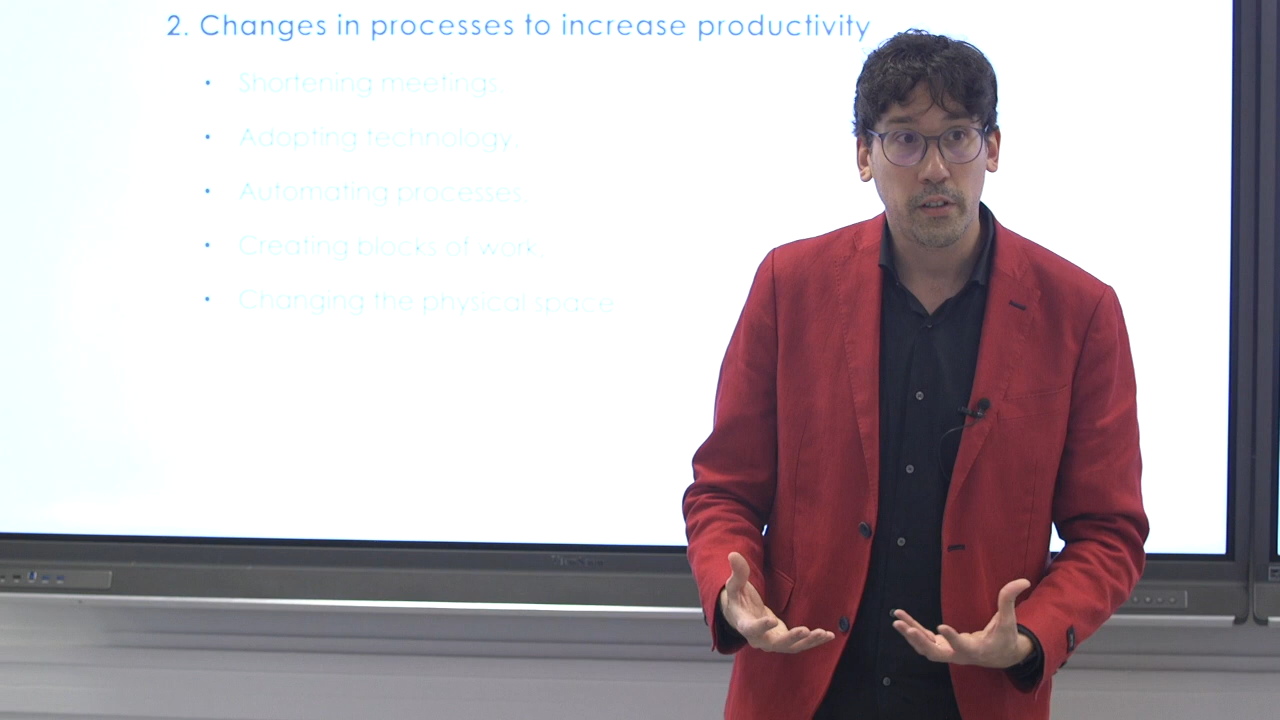 2. Changes in processes to increase productivity
• Shortening meetings,
• Adopting technology,
• Automating processes,
• Creating blocks of work,
• Changing the physical space